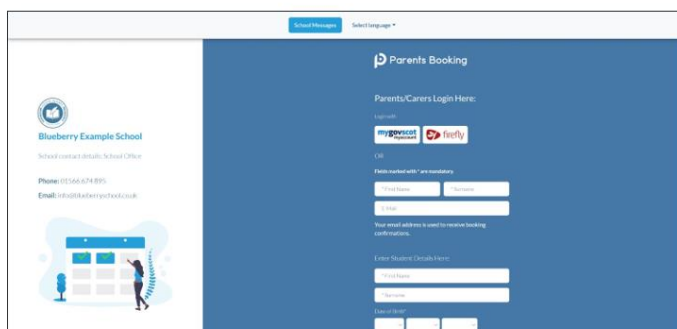 School Messages
Select language
Parents Booking
Blueberry Example School
School contact details: School Office
Phone: 01566 674 895
Email: info@blueberryschool.co.uk
Parents/Carers Login Here:
Login with
mygovscot
myaccount
firefly
OR
Fields marked with * are mandatory.
*First Name
*Surname
E-Mail
Your email address is used to receive booking
confirmations.
Enter Student Details Here:
*First Name
*Surname
Date of Birth*